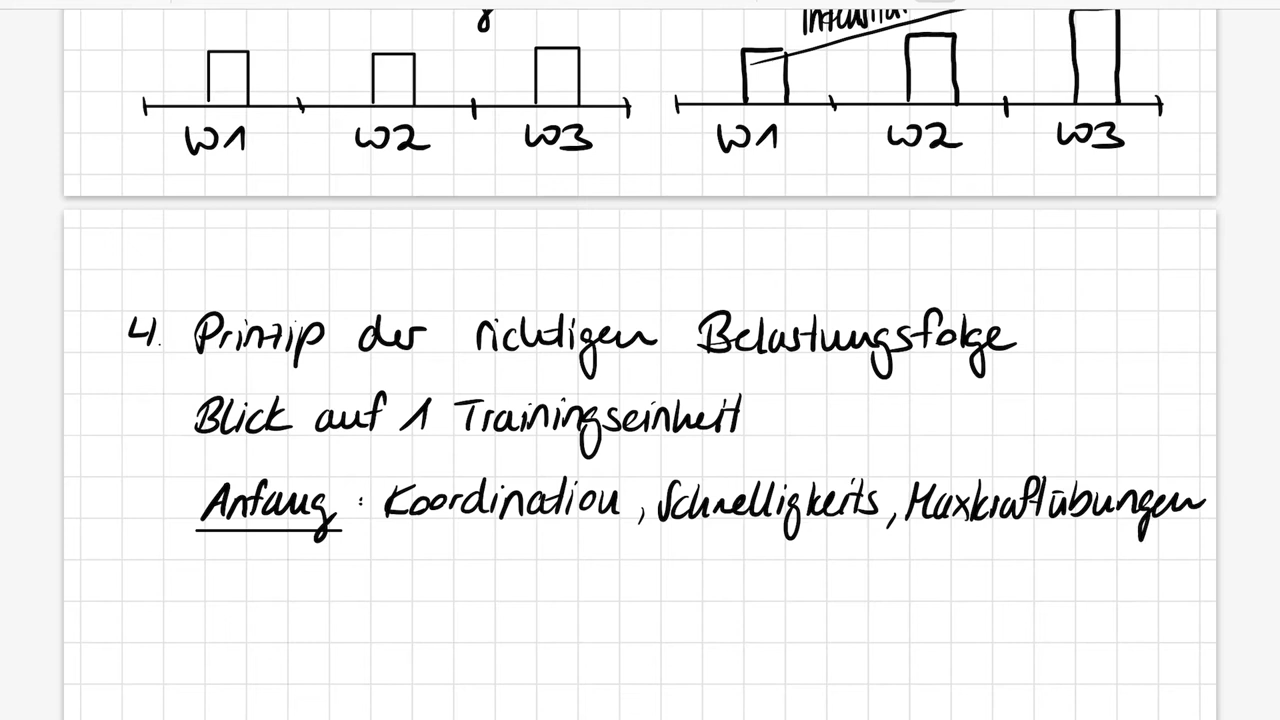 W1 W2 W3 W1 W2 W3
4. Prinzip der richtigen Belastungsfolge
Blick auf 1 Trainingseinheit
Anfang : Koordination, Schnelligkeits, Maxkraftübungen